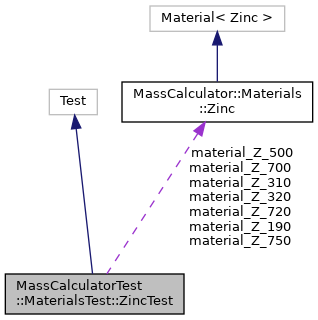 Material< Zinc >
Test
MassCalculator::Materials
::Zinc
material_Z_500
material_Z_700
material_Z_310
material_Z_320
material_Z_720
material_Z_190
material_Z_750
MassCalculatorTest
::MaterialsTest::ZincTest